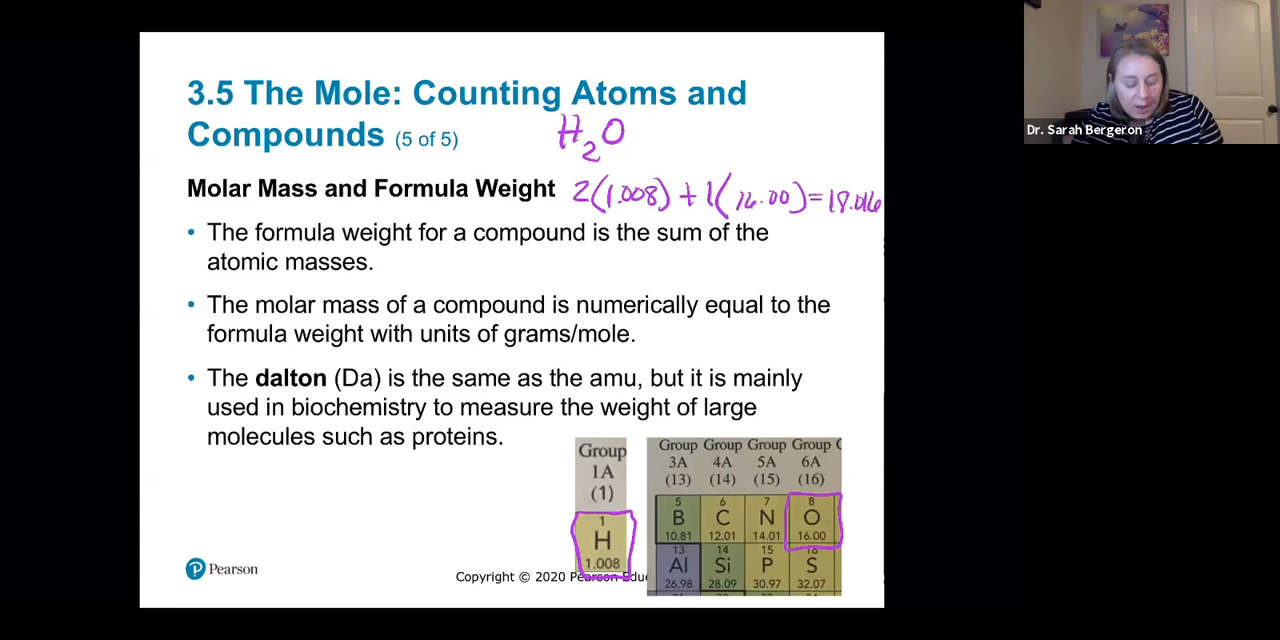 3.5 The Mole: Counting Atoms and
Compounds (5 of 5)
H2O
Molar Mass and Formula Weight
2(1.008) + 1(16.00) = 18.016
• The formula weight for a compound is the sum of the
atomic masses.
• The molar mass of a compound is numerically equal to the
formula weight with units of grams/mole.
• The dalton (Da) is the same as the amu, but it is mainly
used in biochemistry to measure the weight of large
molecules such as proteins.
Group
1A
(1)
1
H
1.008
Group Group Group Group
3A 4A 5A 6A
(13) (14) (15) (16)
5 6 7 8
B C N O
10.81 12.01 14.01 16.00
13 14 15 16
Al Si P S
26.98 28.09 30.97 32.07
P Pearson
Copyright © 2020 Pearson Edu
Dr. Sarah Bergeron